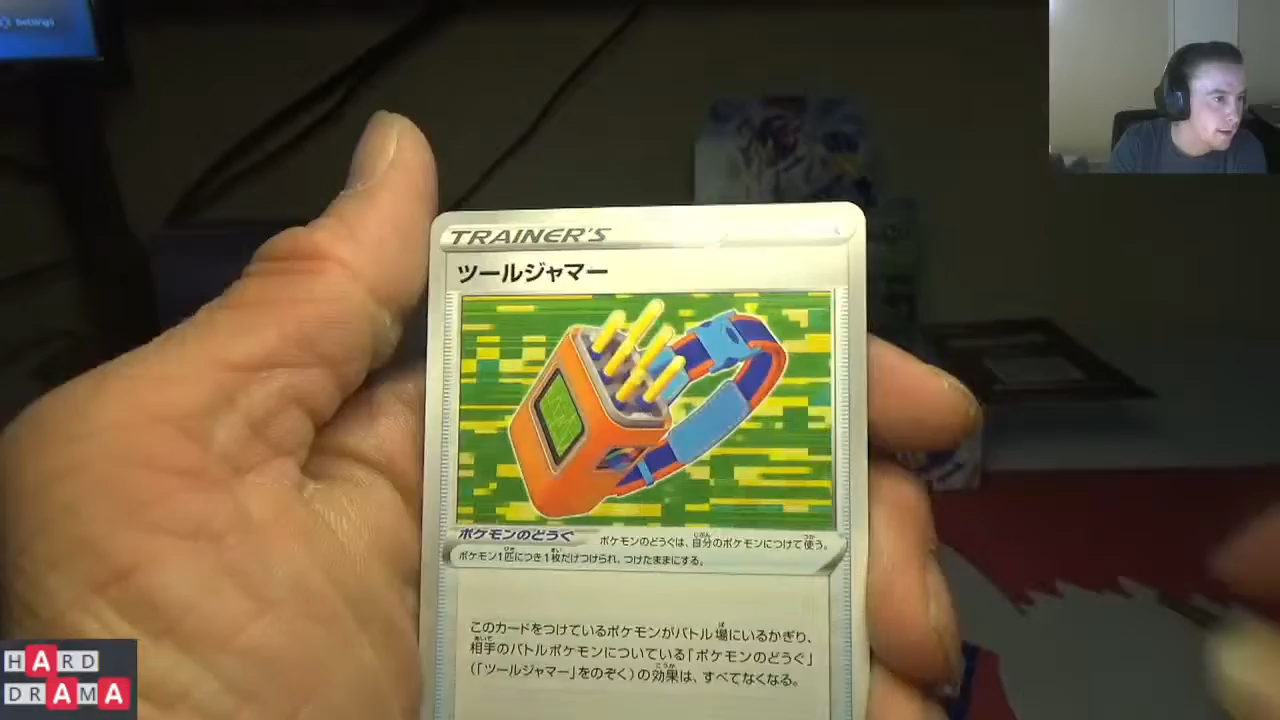 Settings
TRAINER'S
ツールジャマー
ポケモンのどうぐ
ポケモンのどうぐは、自分のポケモンにつけて使う。
ポケモン1匹につき1枚だけつけられ、つけたままにする。
このカードをつけているポケモンがバトル場にいるかぎり、
相手のバトルポケモンについている「ポケモンのどうぐ」
(「ツールジャマー」をのぞく)の効果は、すべてなくなる。
HARD
DRAMA